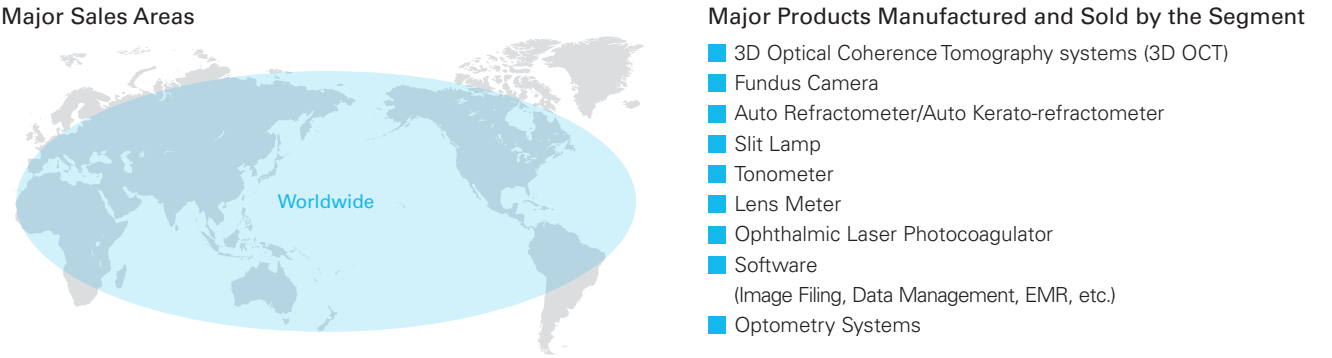 Major Sales Areas
Worldwide
Major Products Manufactured and Sold by the Segment
3D Optical Coherence Tomography systems (3D OCT)
Fundus Camera
Auto Refractometer/Auto Kerato-refractometer
Slit Lamp
Tonometer
Lens Meter
Ophthalmic Laser Photocoagulator
Software
(Image Filing, Data Management, EMR, etc.)
Optometry Systems